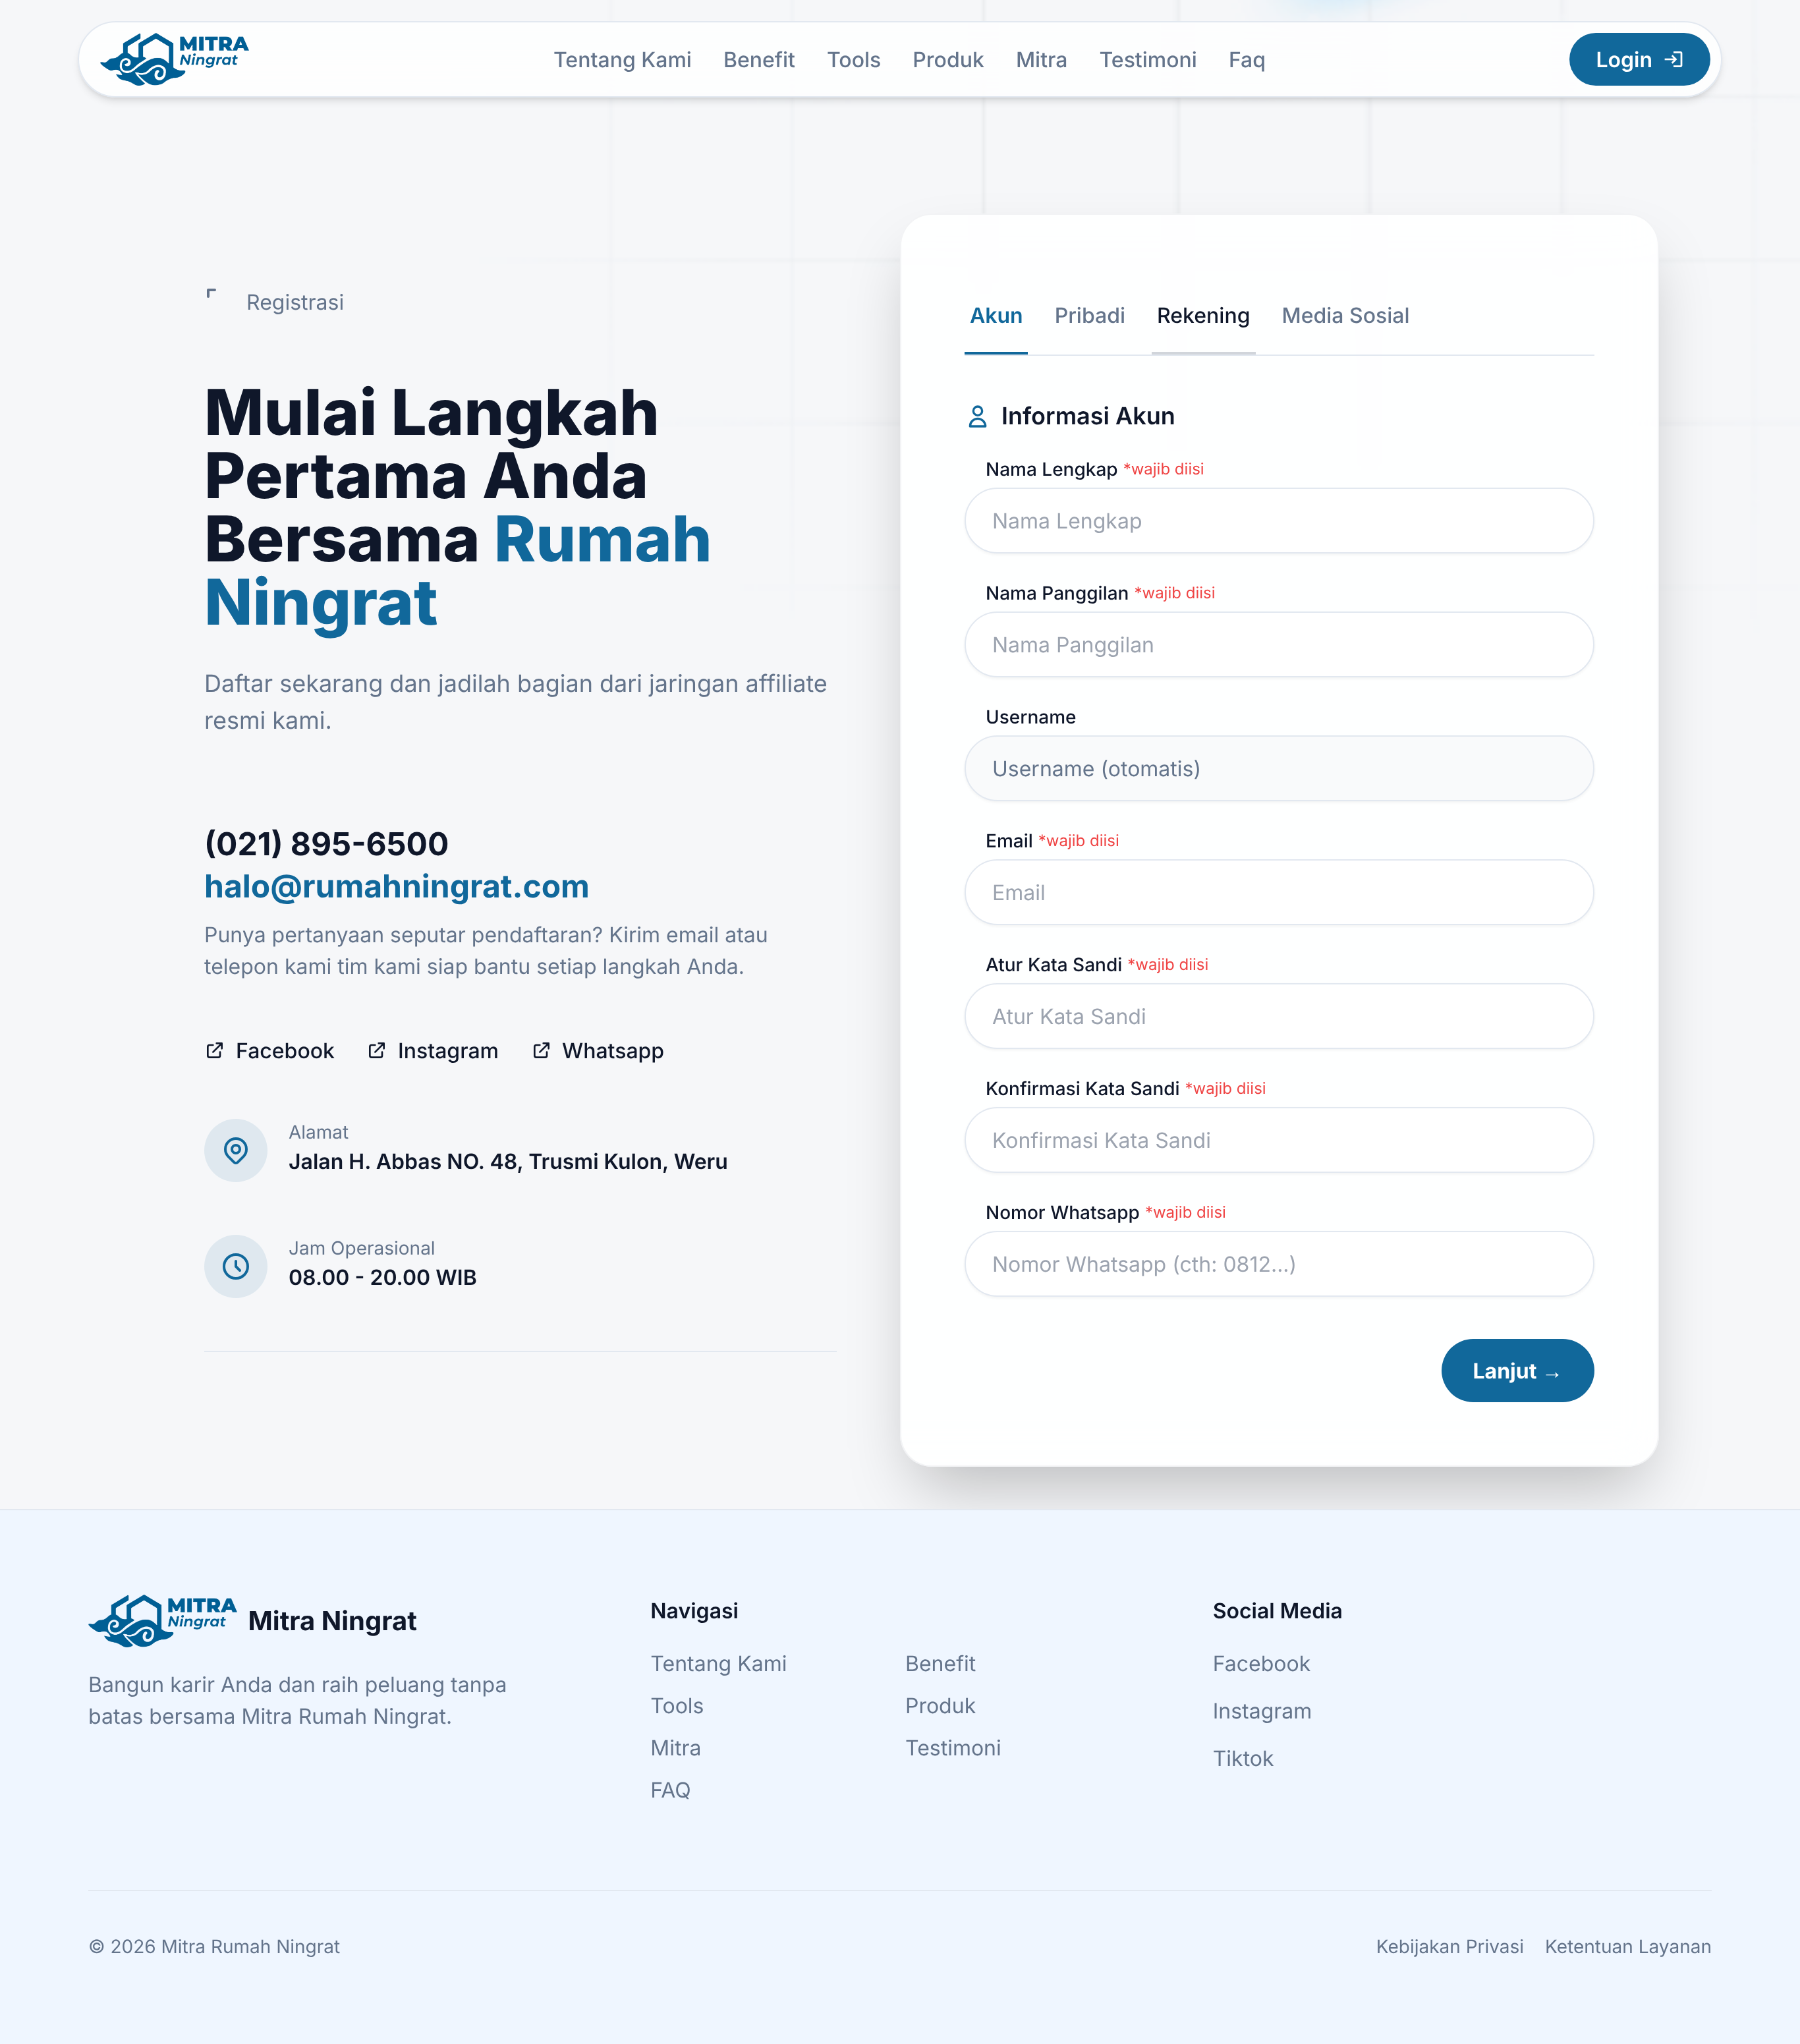 MITRA
Ningrat
Tentang Kami
Benefit
Tools
Produk
Mitra
Testimoni
Faq
Login
Registrasi
Mulai Langkah
Pertama Anda
Bersama Rumah
Ningrat
Daftar sekarang dan jadilah bagian dari jaringan affiliate
resmi kami.
(021) 895-6500
halo@rumahningrat.com
Punya pertanyaan seputar pendaftaran? Kirim email atau
telepon kami tim kami siap bantu setiap langkah Anda.
Facebook
Instagram
Whatsapp
Alamat
Jalan H. Abbas NO. 48, Trusmi Kulon, Weru
Jam Operasional
08.00 - 20.00 WIB
Akun
Pribadi
Rekening
Media Sosial
Informasi Akun
Nama Lengkap *wajib diisi
Nama Lengkap
Nama Panggilan *wajib diisi
Nama Panggilan
Username
Username (otomatis)
Email *wajib diisi
Email
Atur Kata Sandi *wajib diisi
Atur Kata Sandi
Konfirmasi Kata Sandi *wajib diisi
Konfirmasi Kata Sandi
Nomor Whatsapp *wajib diisi
Nomor Whatsapp (cth: 0812...)
Lanjut →
MITRA
Ningrat
Mitra Ningrat
Bangun karir Anda dan raih peluang tanpa
batas bersama Mitra Rumah Ningrat.
Navigasi
Tentang Kami
Benefit
Tools
Produk
Mitra
Testimoni
FAQ
Social Media
Facebook
Instagram
Tiktok
© 2026 Mitra Rumah Ningrat
Kebijakan Privasi
Ketentuan Layanan